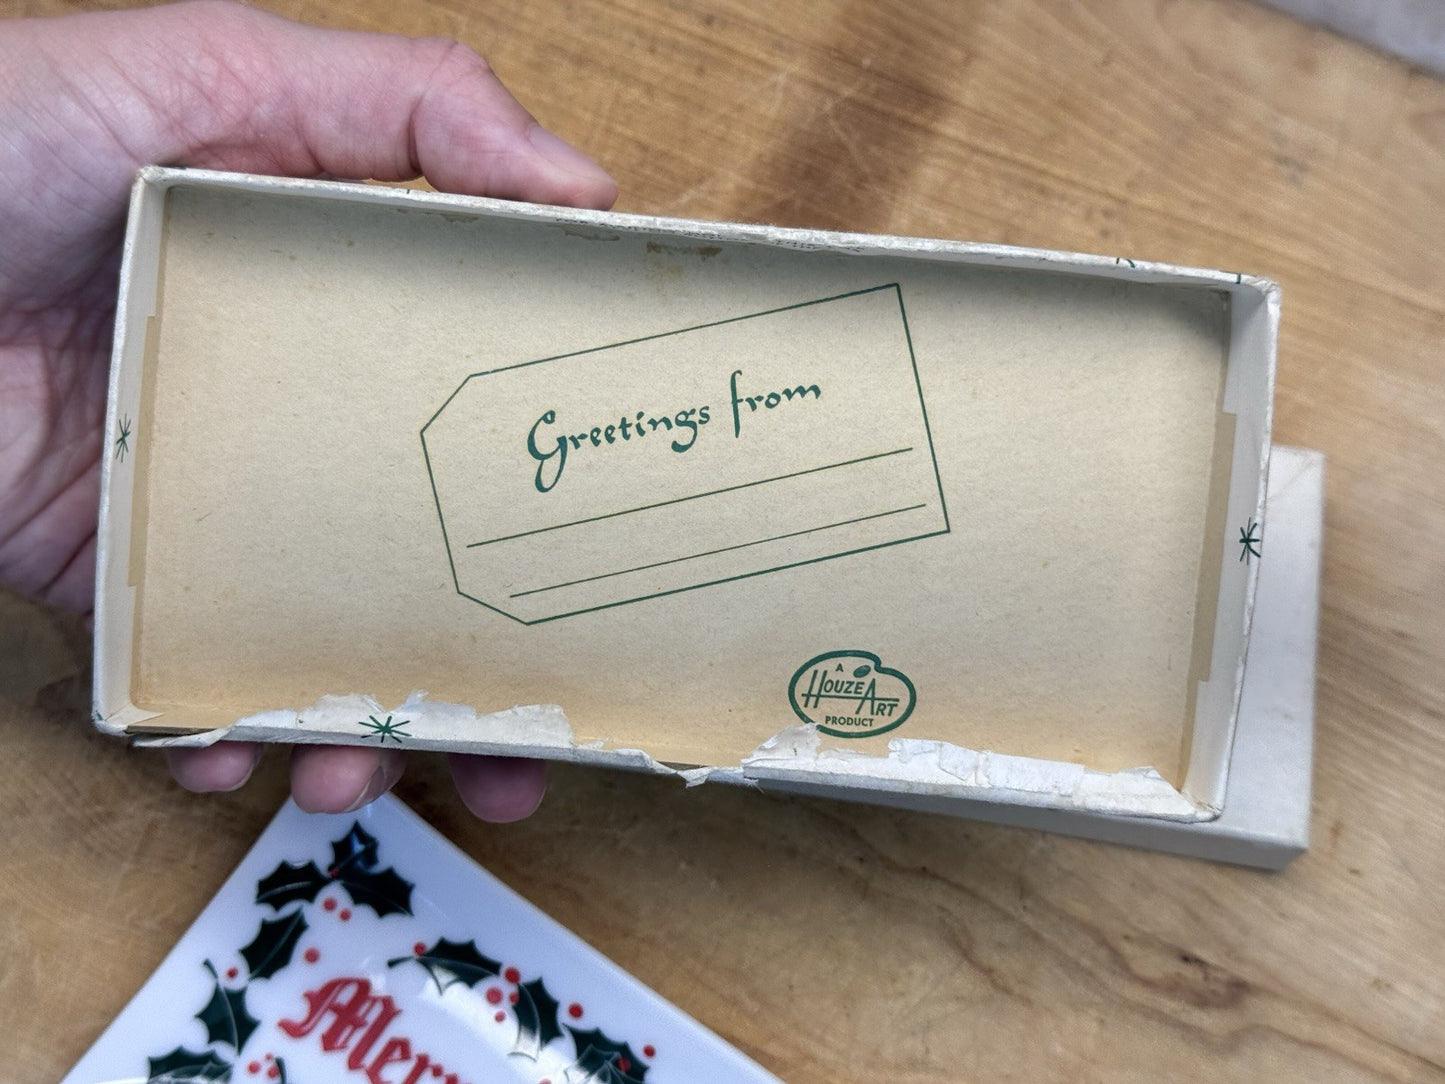 Greetings from
A
HOUZE ART
PRODUCT